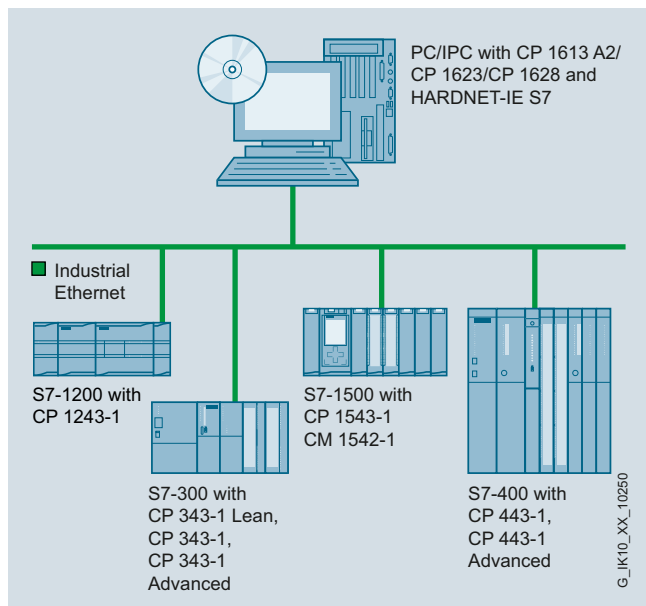 PC/IPC with CP 1613 A2/
CP 1623/CP 1628 and
HARDNET-IE S7
Industrial
Ethernet
S7-1200 with
CP 1243-1
S7-300 with
CP 343-1 Lean,
CP 343-1,
CP 343-1
Advanced
S7-1500 with
CP 1543-1
CM 1542-1
S7-400 with
CP 443-1,
CP 443-1
Advanced
G_IK10_XX_10250